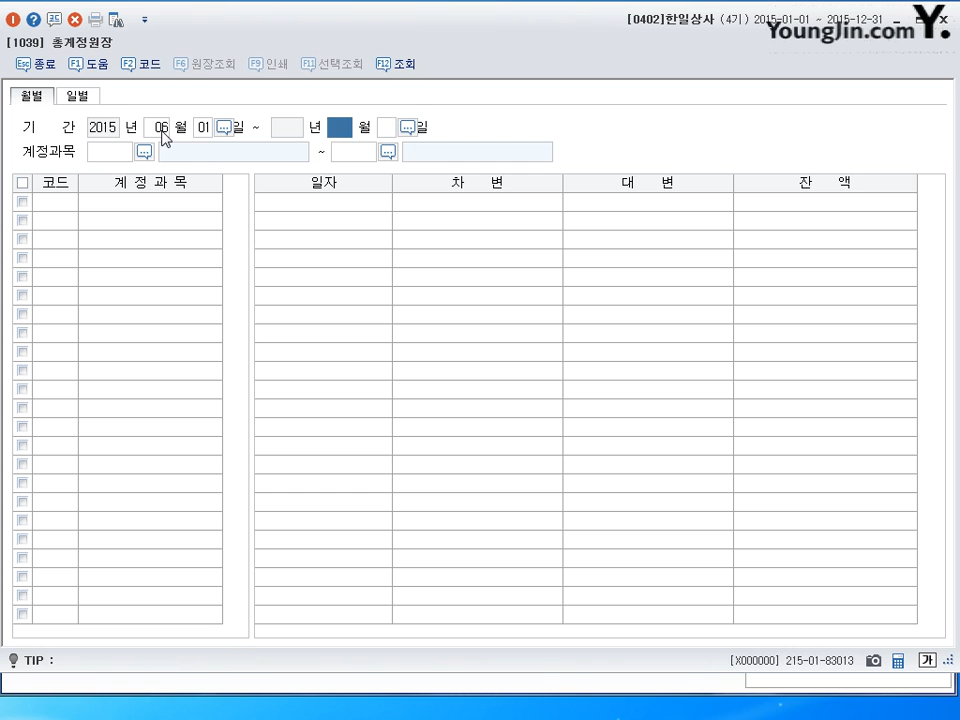 [0402]한일상사 (4기) 2015-01-01 ~ 2015-12-31
YoungJin.com Y.
[1039] 총계정원장
Esc 종료 F1 도움 F2 코드 F6 원장조회 F9 인쇄 F11 선택조회 F12 조회
월별 일별
기 간 2015 년 06 월 01 일 ~ 년 월 일
계정과목 ~
코드 계 정 과 목 일자 차 변 대 변 잔 액
TIP :
[X000000] 215-01-83013 가